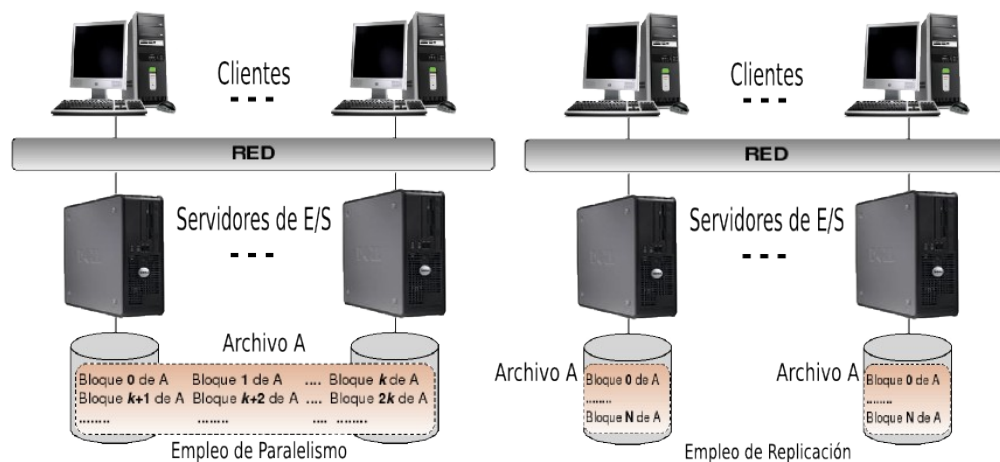 Clientes
RED
Servidores de E/S
DELL
Archivo A
Bloque 0 de A Bloque 1 de A .... Bloque k de A
Bloque k+1 de A Bloque k+2 de A .... Bloque 2k de A
........ ........ .... ........
Empleo de Paralelismo
Clientes
RED
Servidores de E/S
DELL
Archivo A
Bloque 0 de A
........
Bloque N de A
Archivo A
Bloque 0 de A
........
Bloque N de A
Empleo de Replicación